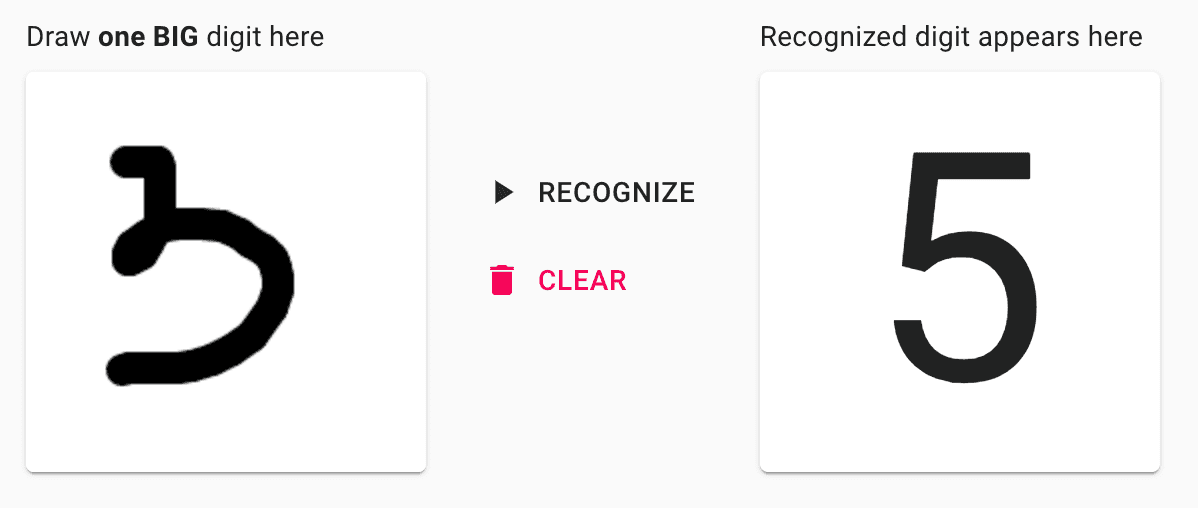 Draw one BIG digit here
Recognized digit appears here
RECOGNIZE
CLEAR
5